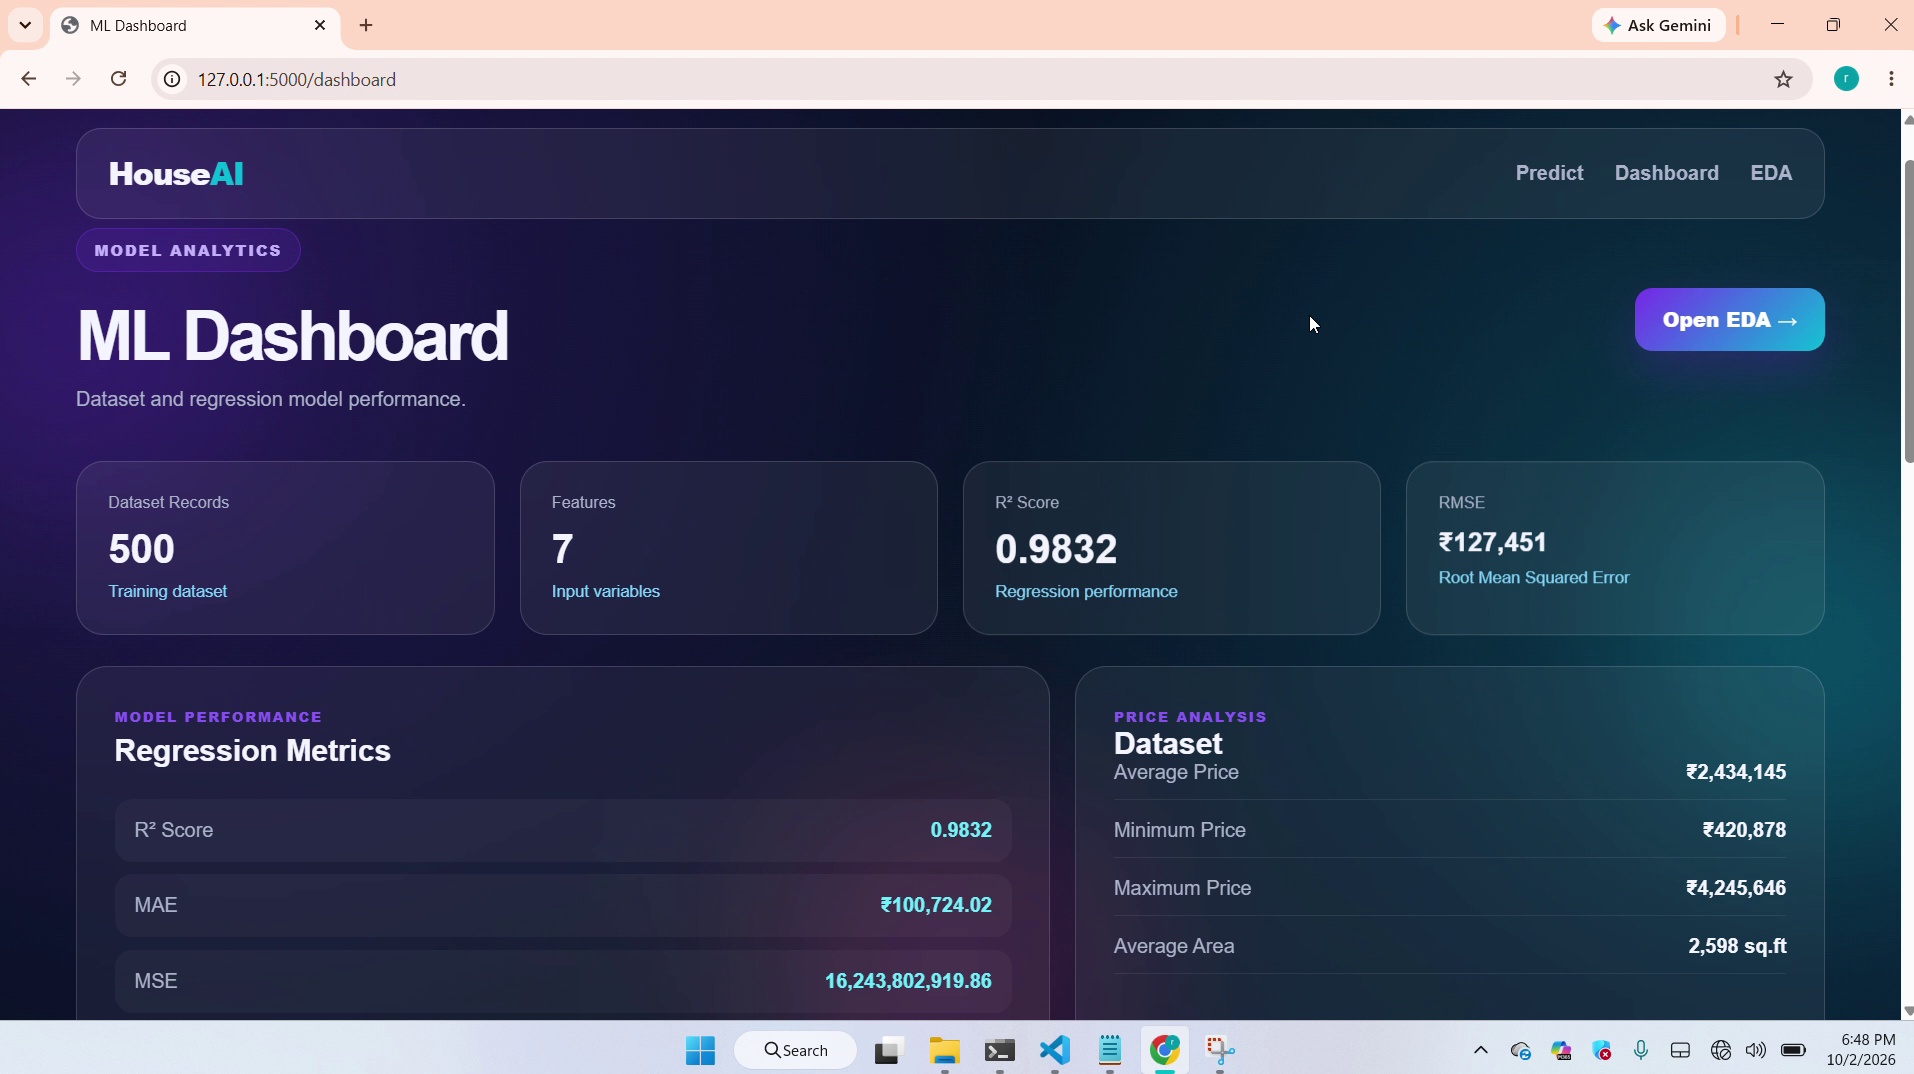 ML Dashboard
Ask Gemini
127.0.0.1:5000/dashboard
r
HouseAI
Predict Dashboard EDA
MODEL ANALYTICS
ML Dashboard
Open EDA →
Dataset and regression model performance.
Dataset Records
500
Training dataset
Features
7
Input variables
R² Score
0.9832
Regression performance
RMSE
₹127,451
Root Mean Squared Error
MODEL PERFORMANCE
Regression Metrics
R² Score 0.9832
MAE ₹100,724.02
MSE 16,243,802,919.86
PRICE ANALYSIS
Dataset
Average Price ₹2,434,145
Minimum Price ₹420,878
Maximum Price ₹4,245,646
Average Area 2,598 sq.ft
Search
6:48 PM
10/2/2026